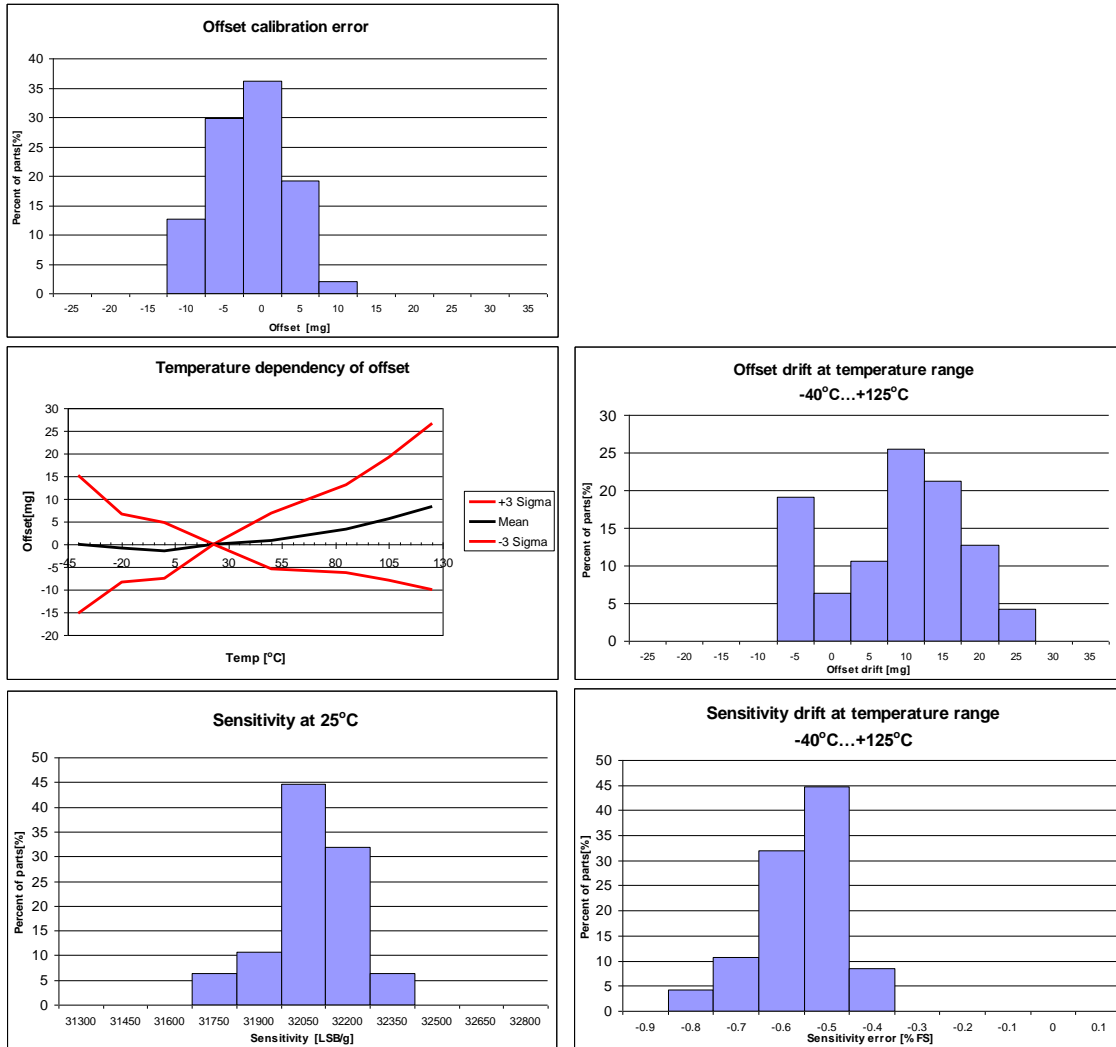 Offset calibration error
Percent of parts[%]
40
35
30
25
20
15
10
5
0
-25 -20 -15 -10 -5 0 5 10 15 20 25 30 35
Offset [mg]
Temperature dependency of offset
Offset[mg]
30
25
20
15
10
5
0
-5
-10
-15
-20
-45 -20 5 30 55 80 105 130
Temp [°C]
+3 Sigma
Mean
-3 Sigma
Offset drift at temperature range
-40°C...+125°C
Percent of parts[%]
30
25
20
15
10
5
0
-25 -20 -15 -10 -5 0 5 10 15 20 25 30 35
Offset drift [mg]
Sensitivity at 25°C
Percent of parts[%]
50
45
40
35
30
25
20
15
10
5
0
31300 31450 31600 31750 31900 32050 32200 32350 32500 32650 32800
Sensitivity [LSB/g]
Sensitivity drift at temperature range
-40°C...+125°C
Percent of parts[%]
50
45
40
35
30
25
20
15
10
5
0
-0.9 -0.8 -0.7 -0.6 -0.5 -0.4 -0.3 -0.2 -0.1 0 0.1
Sensitivity error [% FS]